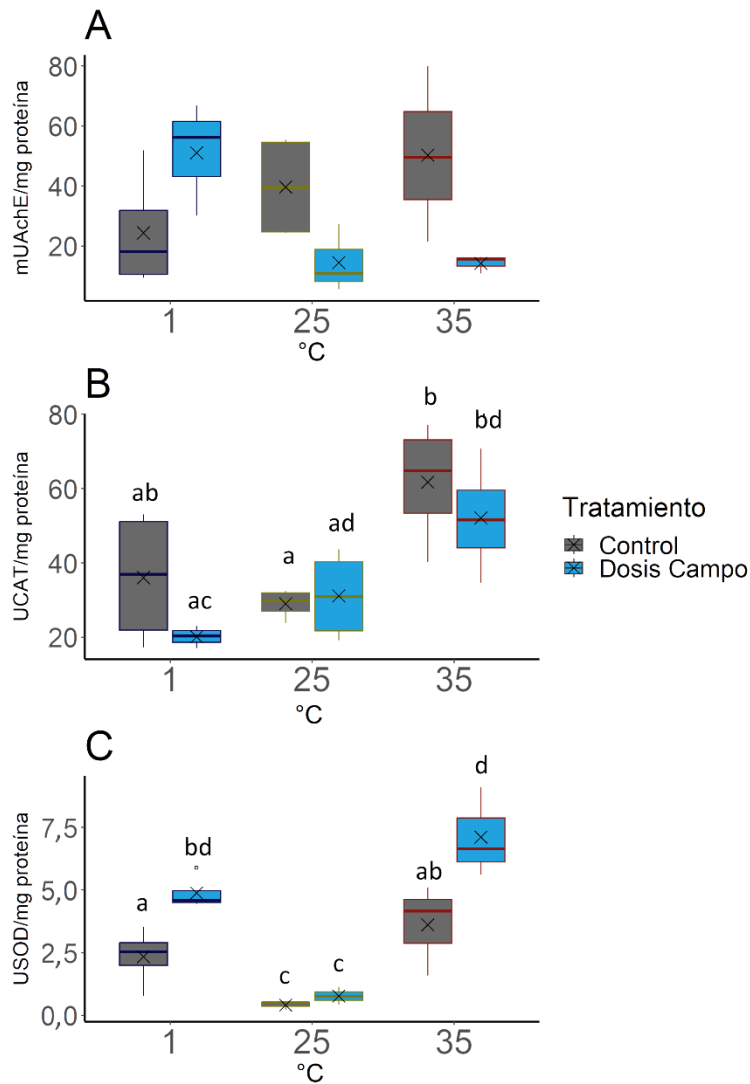 A
mUAchE/mg proteína
80
60
40
20
1 25 35
°C
B
UCAT/mg proteína
80
60
40
20
ab ac a ad b bd
1 25 35
°C
Tratamiento
Control
Dosis Campo
C
USOD/mg proteína
7,5
5,0
2,5
0,0
a bd c c ab d
1 25 35
°C